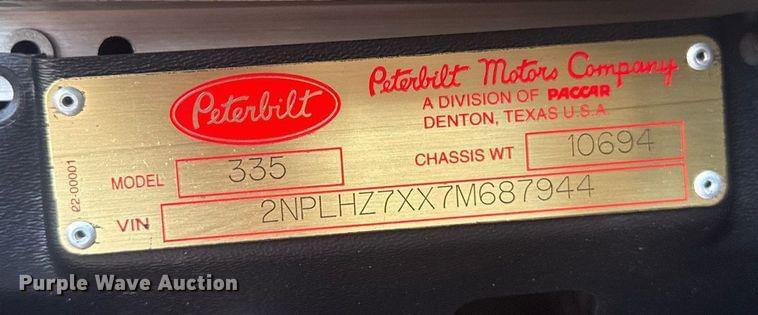 Peterbilt
Peterbilt Motors Company
A DIVISION OF PACCAR
DENTON, TEXAS U.S.A.
22-00001
MODEL 335
CHASSIS WT 10694
VIN 2NPLHZ7XX7M687944
Purple Wave Auction